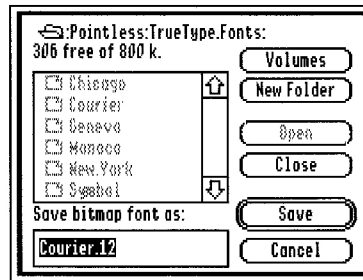 :Pointless:TrueType.Fonts:
306 free of 800 k.
Chicago
Courier
Geneva
Monaco
New.York
Symbol
Save bitmap font as:
Courier.12
Volumes
New Folder
Open
Close
Save
Cancel